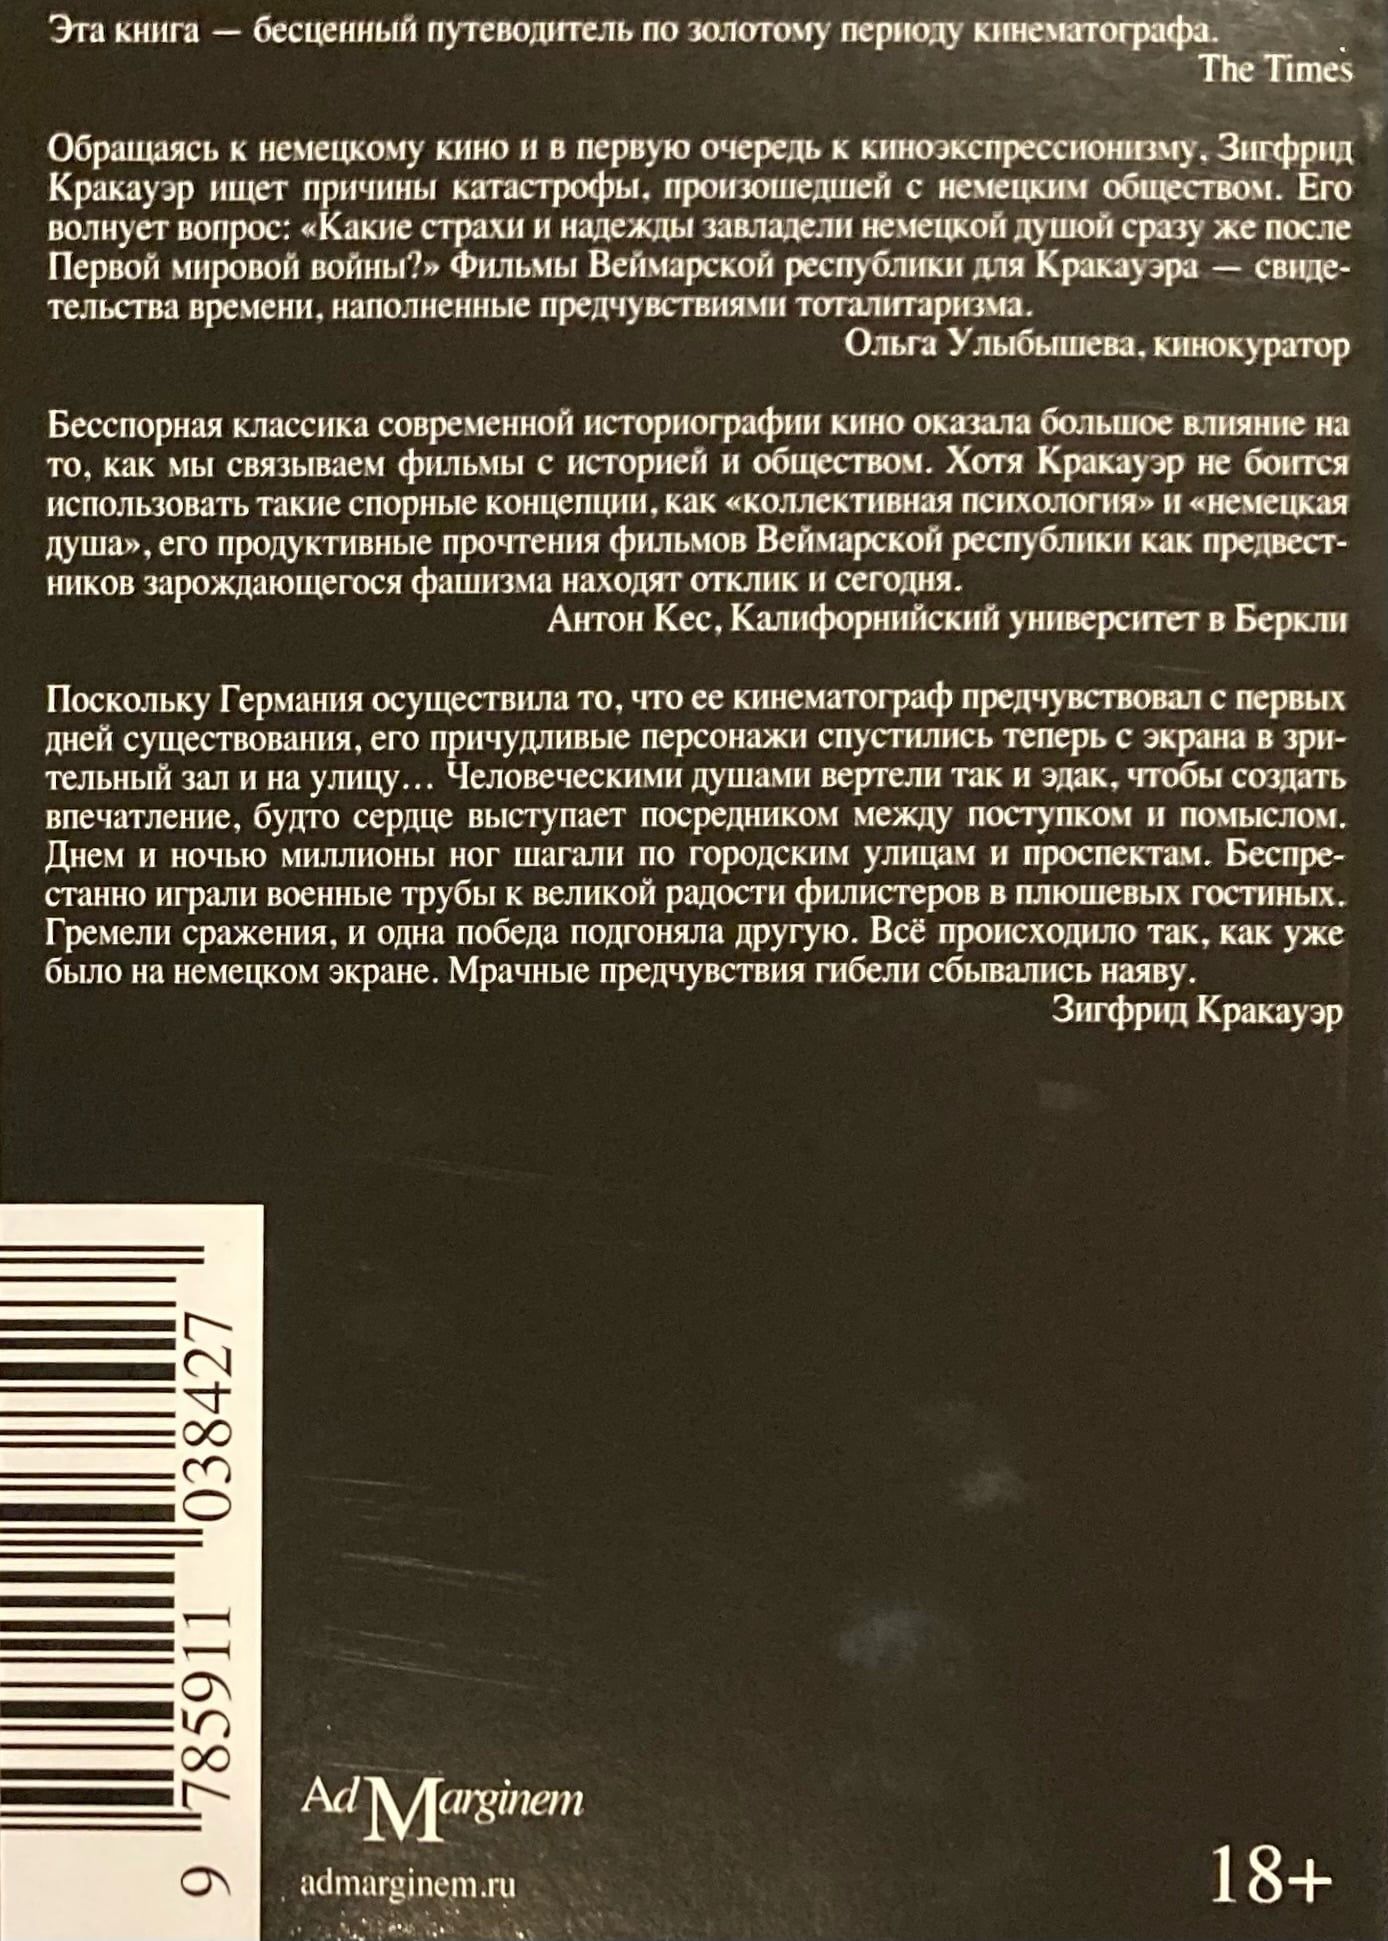 Эта книга — бесценный путеводитель по золотому периоду кинематографа.
The Times
Обращаясь к немецкому кино и в первую очередь к киноэкспрессионизму, Зигфрид
Кракауэр ищет причины катастрофы, произошедшей с немецким обществом. Его
волнует вопрос: «Какие страхи и надежды завладели немецкой душой сразу же после
Первой мировой войны?» Фильмы Веймарской республики для Кракауэра — свиде-
тельства времени, наполненные предчувствиями тоталитаризма.
Ольга Улыбышева, кинокуратор
Бесспорная классика современной историографии кино оказала большое влияние на
то, как мы связываем фильмы с историей и обществом. Хотя Кракауэр не боится
использовать такие спорные концепции, как «коллективная психология» и «немецкая
душа», его продуктивные прочтения фильмов Веймарской республики как предвест-
ников зарождающегося фашизма находят отклик и сегодня.
Антон Кес, Калифорнийский университет в Беркли
Поскольку Германия осуществила то, что ее кинематограф предчувствовал с первых
дней существования, его причудливые персонажи спустились теперь с экрана в зри-
тельный зал и на улицу... Человеческими душами вертели так и эдак, чтобы создать
впечатление, будто сердце выступает посредником между поступком и помыслом.
Днем и ночью миллионы ног шагали по городским улицам и проспектам. Беспре-
станно играли военные трубы к великой радости филистеров в плюшевых гостиных.
Гремели сражения, и одна победа подгоняла другую. Всё происходило так, как уже
было на немецком экране. Мрачные предчувствия гибели сбывались наяву.
Зигфрид Кракауэр
9 785911 038427
Ad Marginem
admarginem.ru
18+